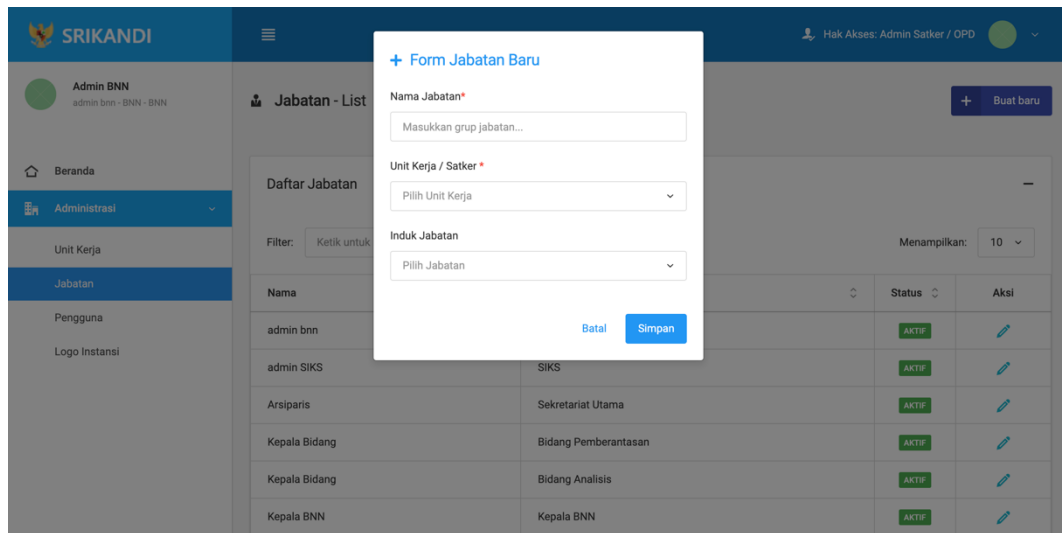 SRIKANDI
Hak Akses: Admin Satker / OPD
Admin BNN
admin bnn - BNN - BNN
Jabatan - List
+ Buat baru
Beranda
Administrasi
Unit Kerja
Jabatan
Pengguna
Logo Instansi
+ Form Jabatan Baru
Nama Jabatan*
Masukkan grup jabatan...
Unit Kerja / Satker *
Pilih Unit Kerja
Induk Jabatan
Pilih Jabatan
Batal Simpan
Daftar Jabatan
Filter: Ketik untuk Menampilkan: 10
Nama Status Aksi
admin bnn AKTIF
admin SIKS SIKS AKTIF
Arsiparis Sekretariat Utama AKTIF
Kepala Bidang Bidang Pemberantasan AKTIF
Kepala Bidang Bidang Analisis AKTIF
Kepala BNN Kepala BNN AKTIF